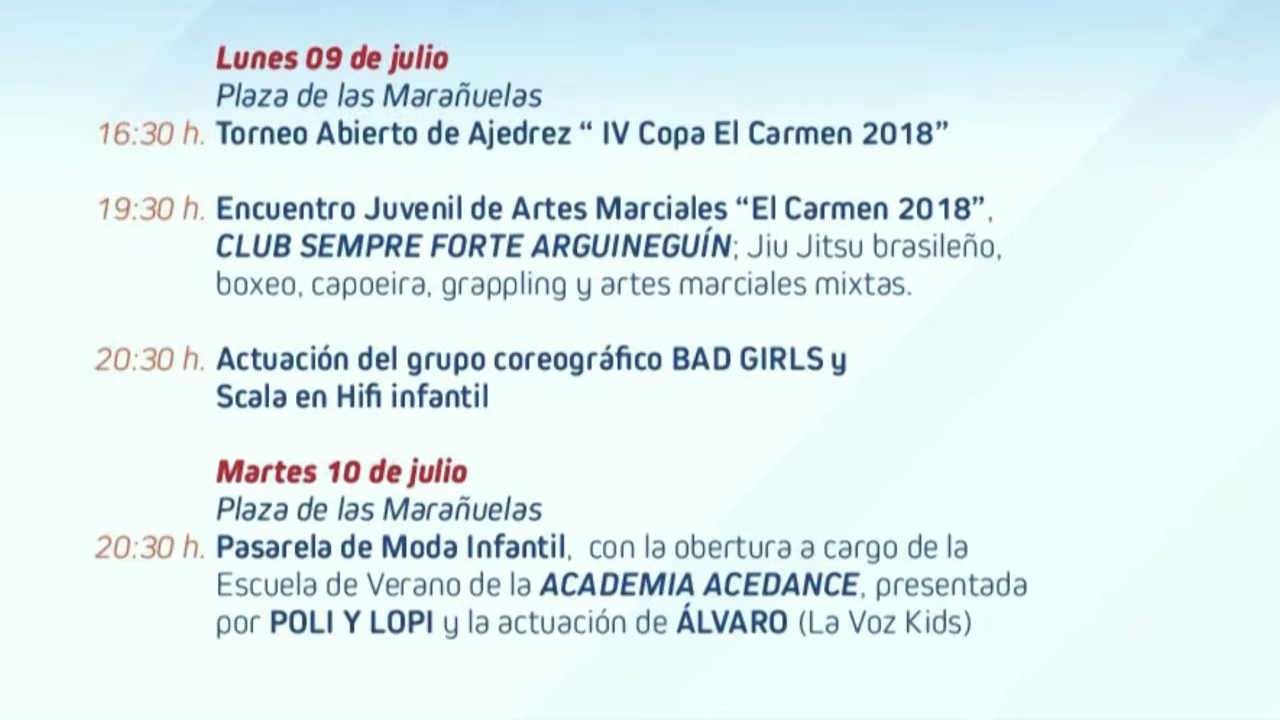 Lunes 09 de julio
Plaza de las Marañuelas
16:30 h. Torneo Abierto de Ajedrez “ IV Copa El Carmen 2018”
19:30 h. Encuentro Juvenil de Artes Marciales “El Carmen 2018”,
CLUB SEMPRE FORTE ARGUINEGUÍN; Jiu Jitsu brasileño,
boxeo, capoeira, grappling y artes marciales mixtas.
20:30 h. Actuación del grupo coreográfico BAD GIRLS y
Scala en Hifi infantil
Martes 10 de julio
Plaza de las Marañuelas
20:30 h. Pasarela de Moda Infantil, con la obertura a cargo de la
Escuela de Verano de la ACADEMIA ACEDANCE, presentada
por POLI Y LOPI y la actuación de ÁLVARO (La Voz Kids)